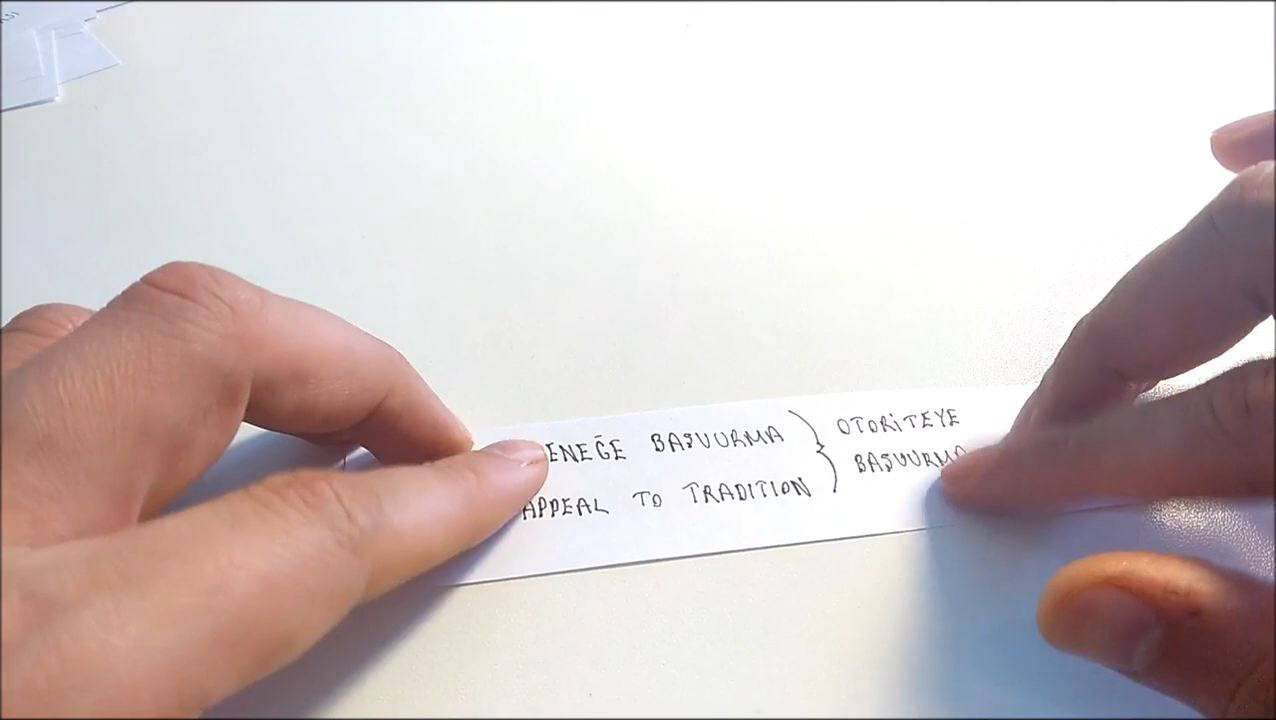 ENEĞE BAŞVURMA
APPEAL TO TRADITION
OTORİTEYE
BAŞVURMA